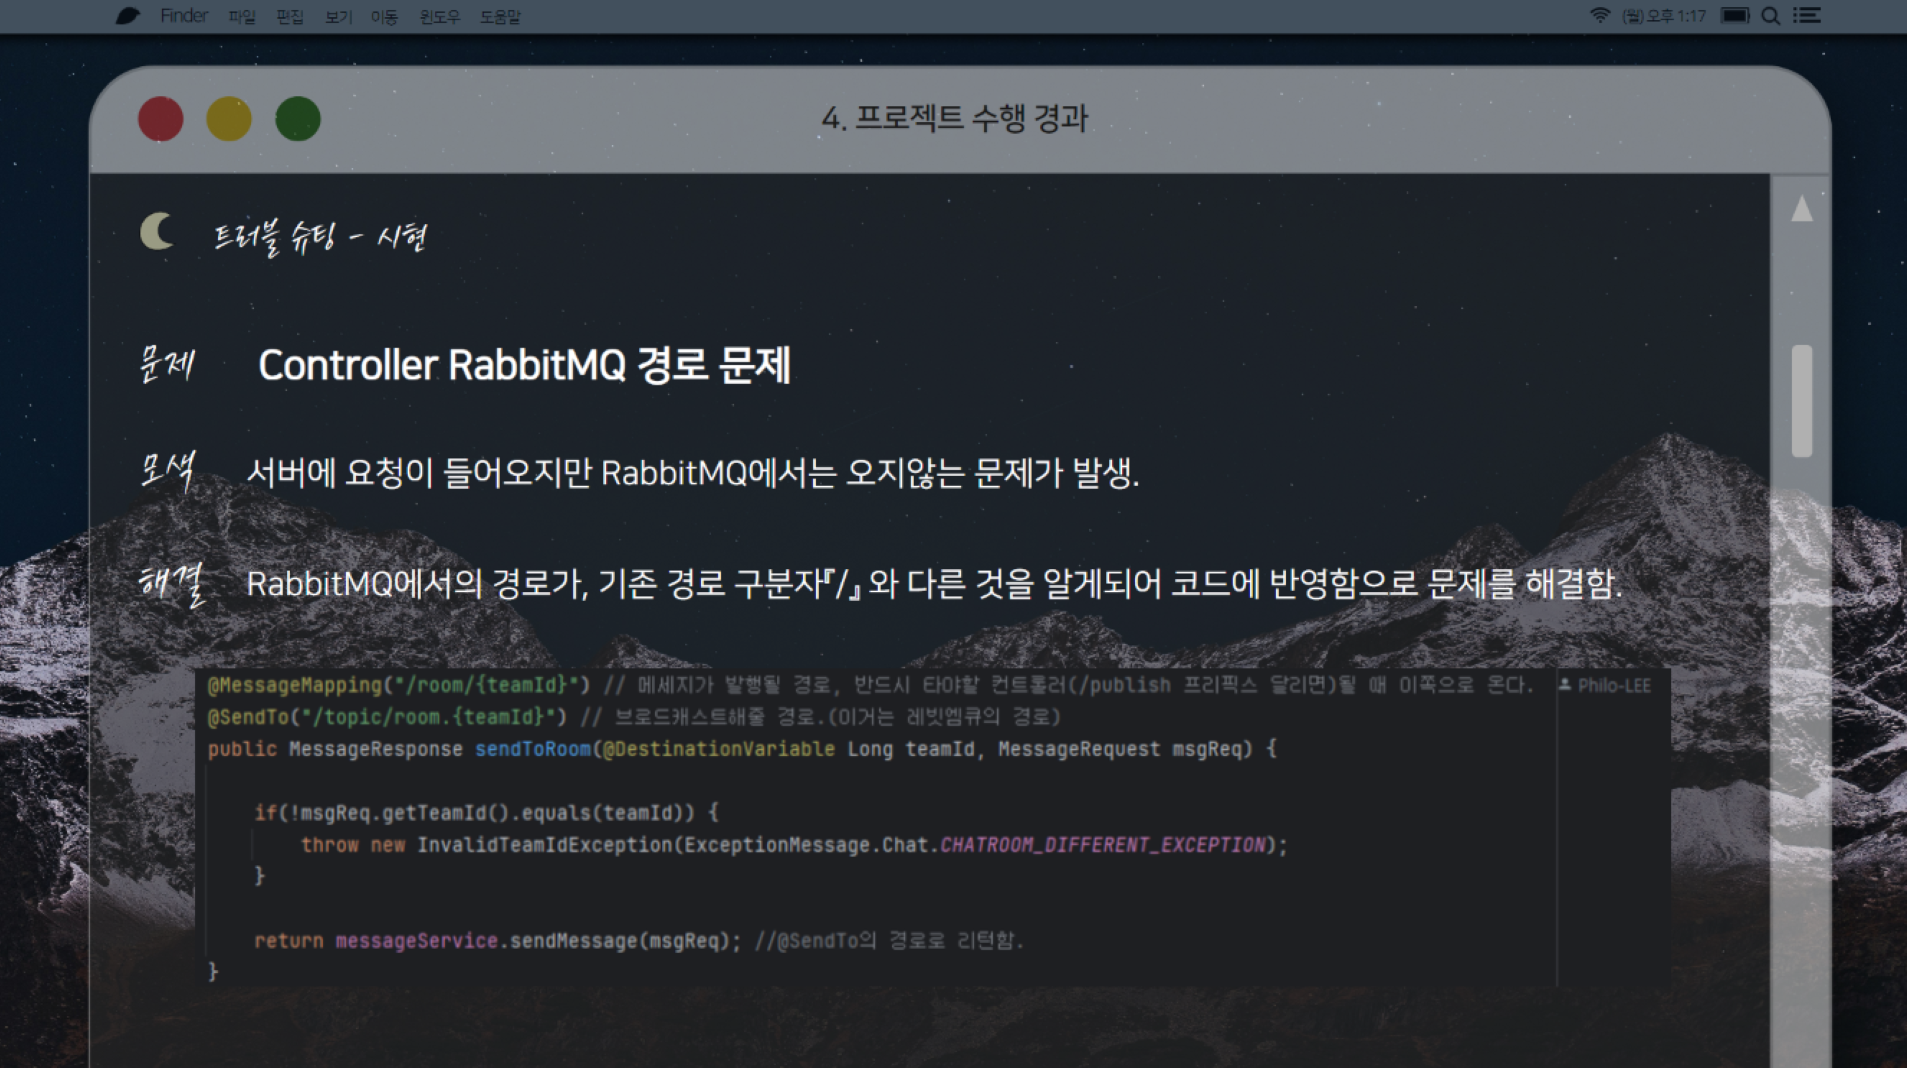 Finder 파일 편집 보기 이동 윈도우 도움말 (월)오후 1:17
4. 프로젝트 수행 경과
트러블 슈팅 - 시현
문제 Controller RabbitMQ 경로 문제
모색 서버에 요청이 들어오지만 RabbitMQ에서는 오지않는 문제가 발생.
해결 RabbitMQ에서의 경로가, 기존 경로 구분자『/』 와 다른 것을 알게되어 코드에 반영함으로 문제를 해결함.
@MessageMapping("/room/{teamId}") // 메세지가 발행될 경로, 반드시 타야할 컨트롤러(/publish 프리픽스 달리면)될 때 이쪽으로 온다. Philo-LEE
@SendTo("/topic/room.{teamId}") // 브로드캐스트해줄 경로.(이거는 레빗엠큐의 경로)
public MessageResponse sendToRoom(@DestinationVariable Long teamId, MessageRequest msgReq) {
if(!msgReq.getTeamId().equals(teamId)) {
throw new InvalidTeamIdException(ExceptionMessage.Chat.CHATROOM_DIFFERENT_EXCEPTION);
}
return messageService.sendMessage(msgReq); //@SendTo의 경로로 리턴함.
}